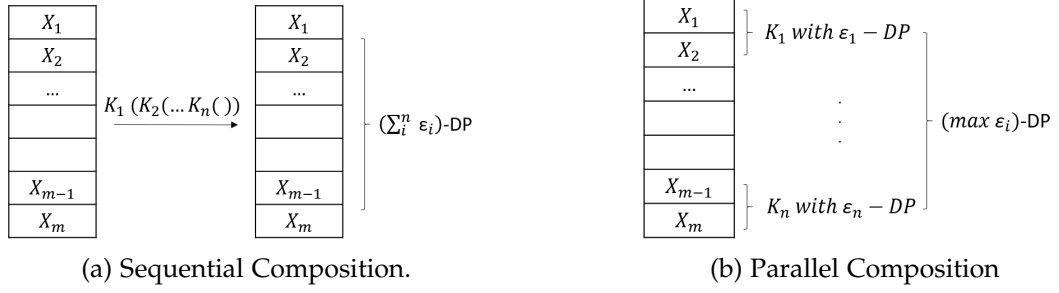 X₁
X₂
...
Xₘ₋₁
Xₘ
K₁ (K₂(... Kₙ( ))
X₁
X₂
...
Xₘ₋₁
Xₘ
(∑ᵢⁿ εᵢ)-DP
(a) Sequential Composition.
X₁
X₂
...
Xₘ₋₁
Xₘ
K₁ with ε₁ − DP
.
.
.
Kₙ with εₙ − DP
(max εᵢ)-DP
(b) Parallel Composition